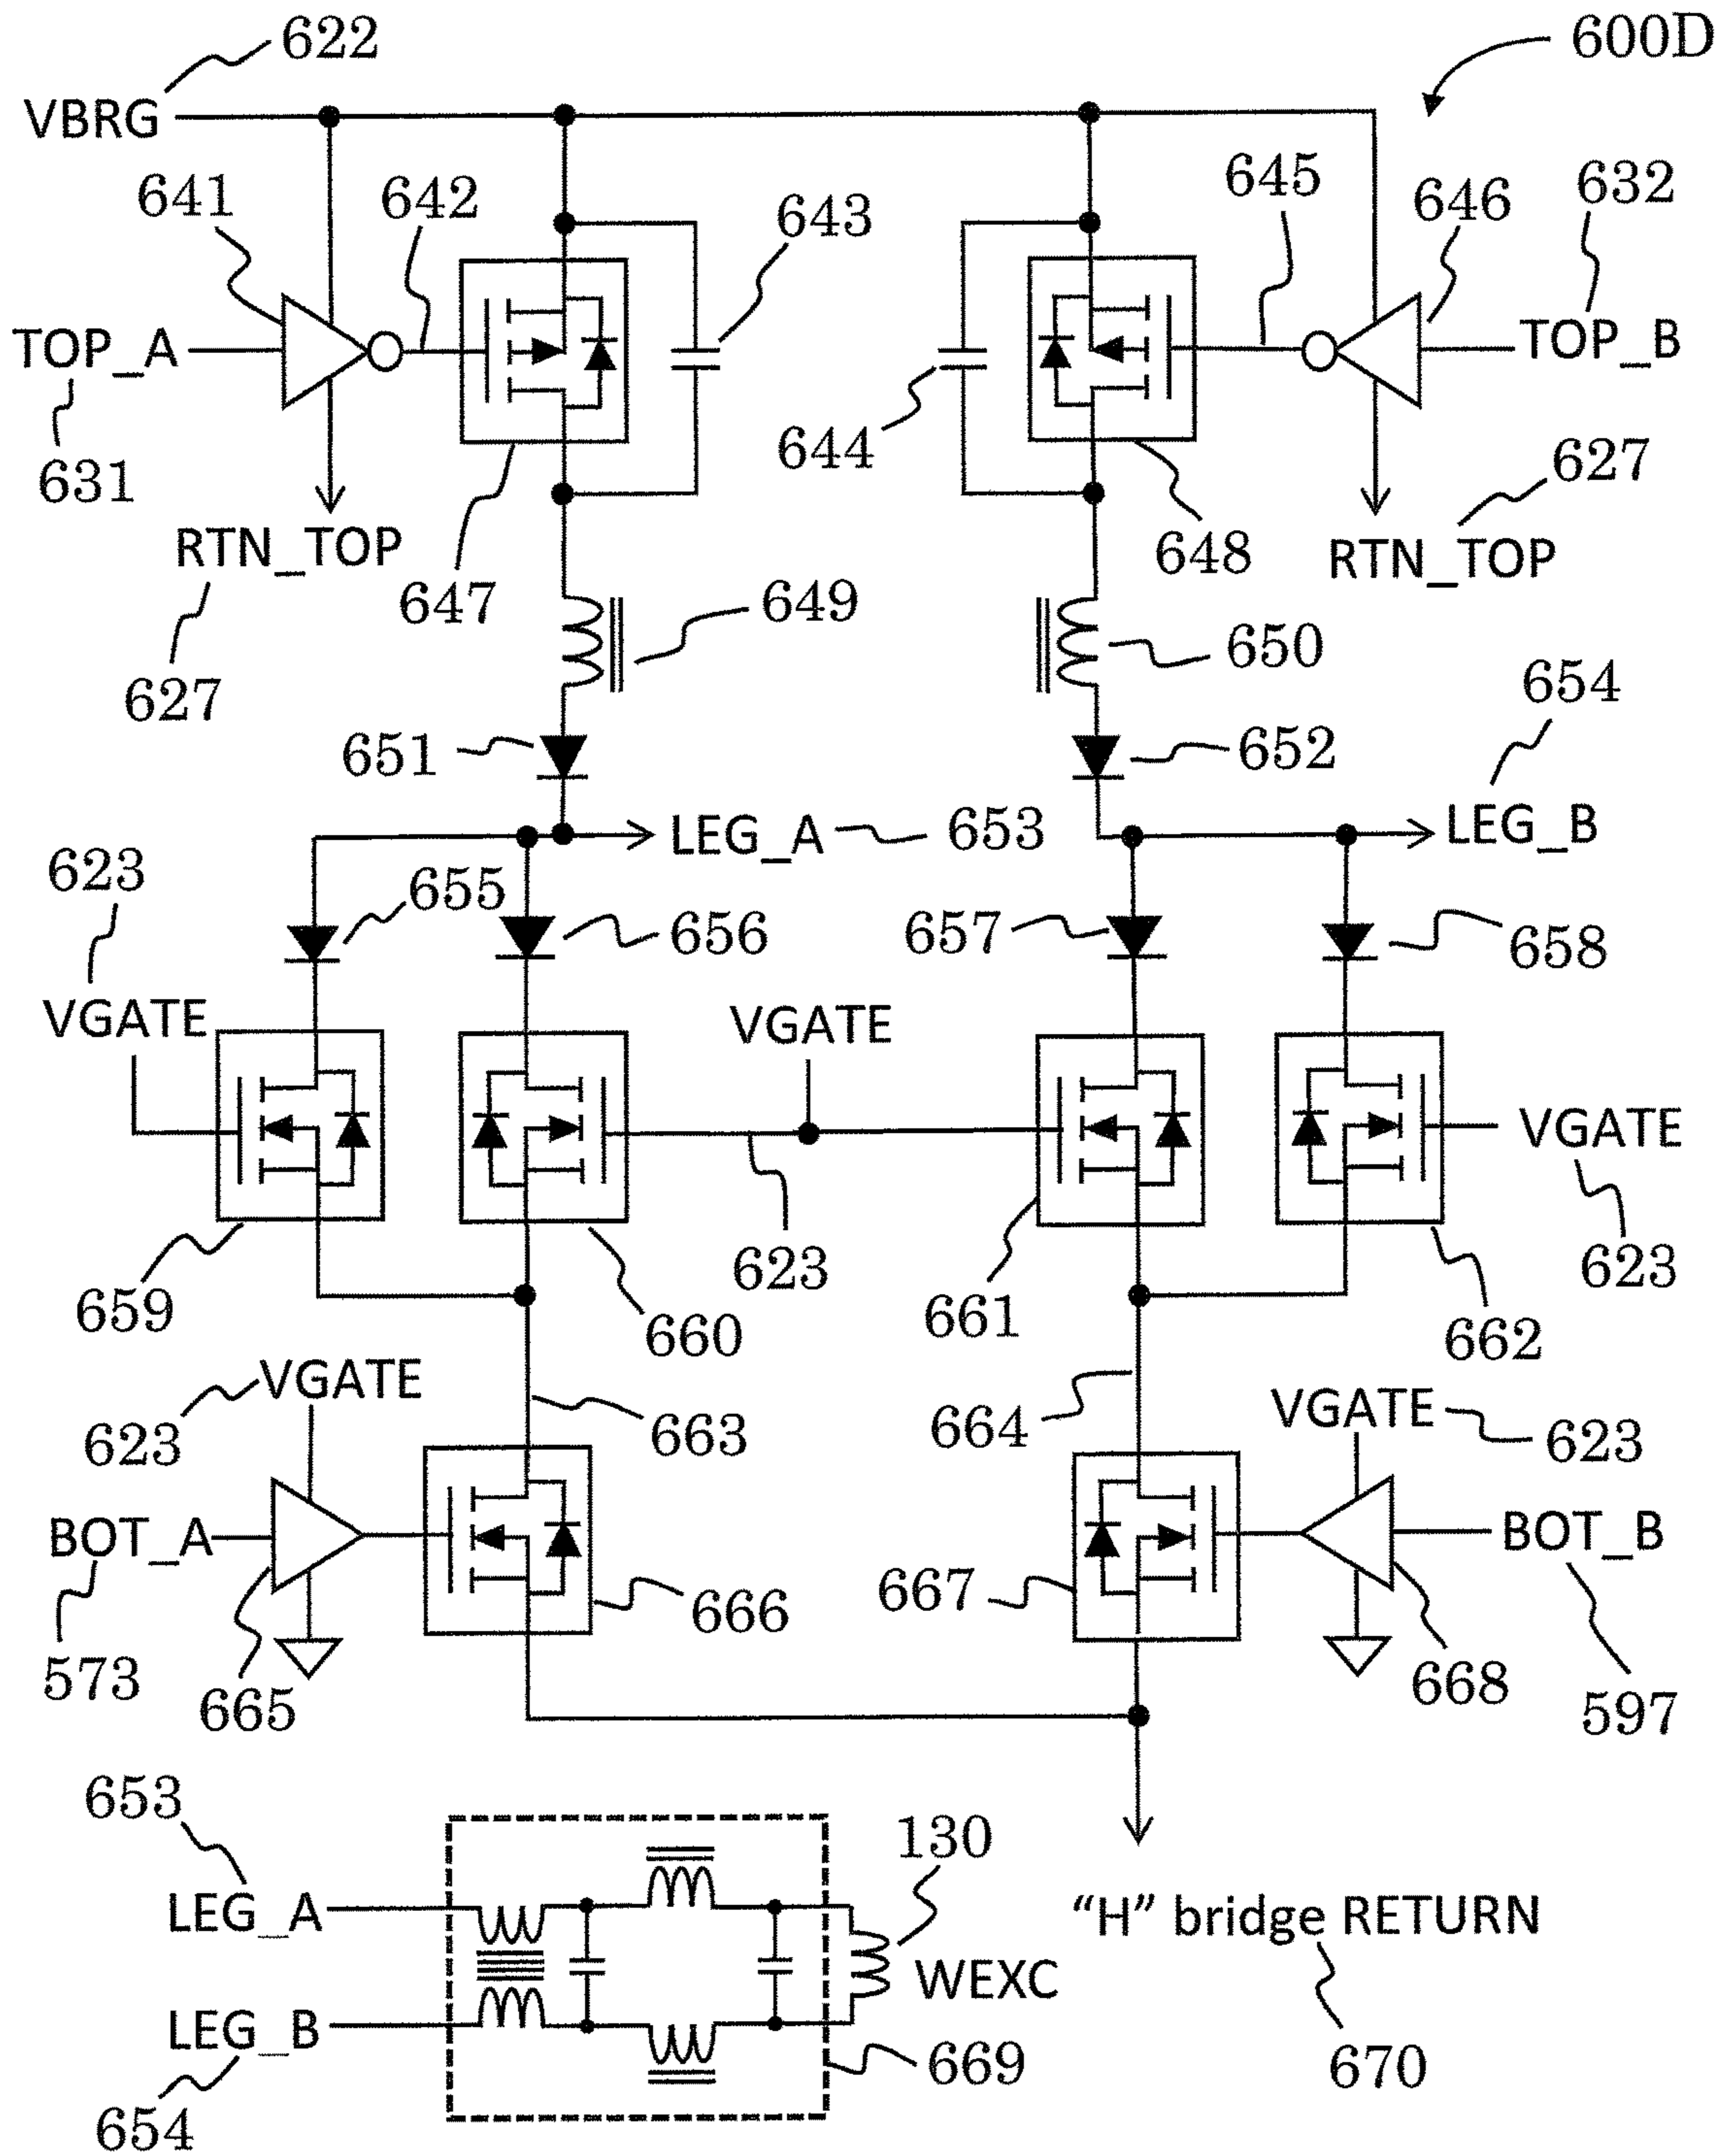 622
600D
VBRG
641
642
643
645
646
632
TOP_A
TOP_B
631
644
627
RTN_TOP
647
648
RTN_TOP
627
649
650
654
651
652
LEG_A
653
LEG_B
623
655
656
657
658
VGATE
VGATE
VGATE
659
660
623
661
662
623
VGATE
623
663
664
VGATE
623
BOT_A
BOT_B
573
665
666
667
668
597
653
130
LEG_A
WEXC
"H" bridge RETURN
LEG_B
669
670
654